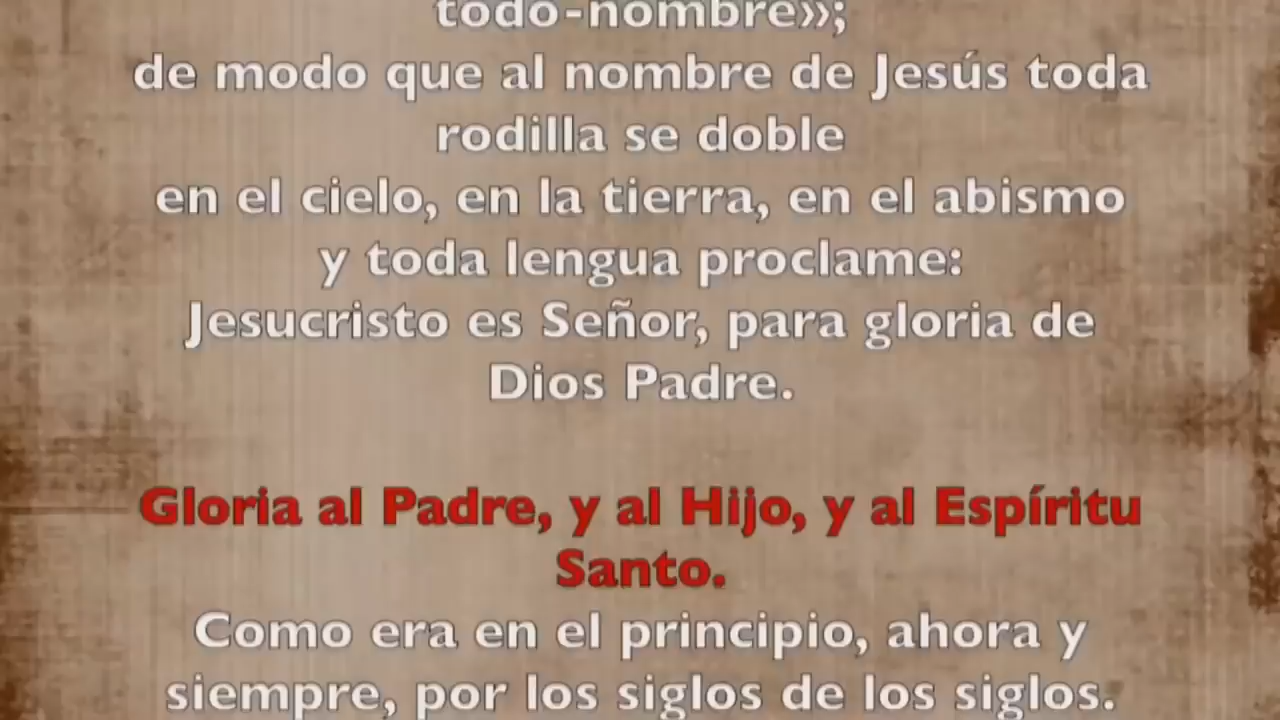 todo-nombre»;
de modo que al nombre de Jesús toda
rodilla se doble
en el cielo, en la tierra, en el abismo
y toda lengua proclame:
Jesucristo es Señor, para gloria de
Dios Padre.
Gloria al Padre, y al Hijo, y al Espíritu
Santo.
Como era en el principio, ahora y
siempre, por los siglos de los siglos.